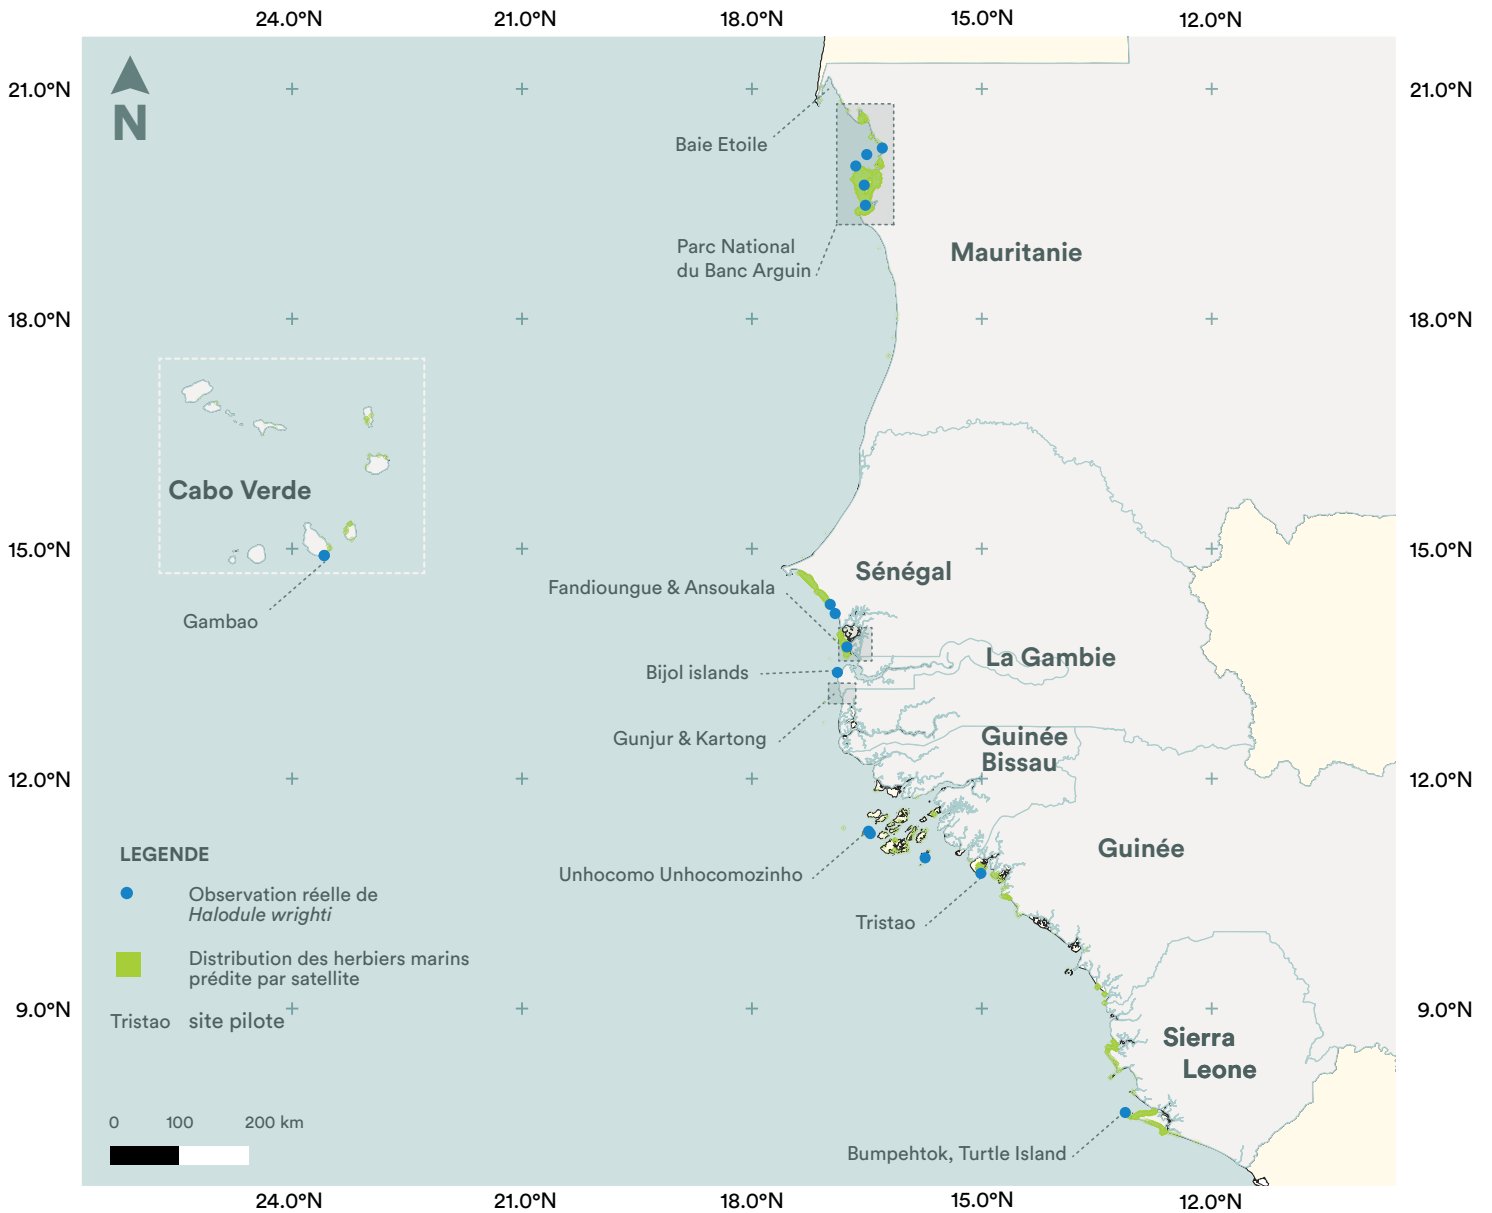 24.0°N
21.0°N
18.0°N
15.0°N
12.0°N
21.0°N
21.0°N
N
Baie Etoile
Parc National
du Banc Arguin
Mauritanie
18.0°N
18.0°N
Cabo Verde
15.0°N
15.0°N
Sénégal
Fandioungue & Ansoukala
Gambao
La Gambie
Bijol islands
Gunjur & Kartong
Guinée
Bissau
12.0°N
12.0°N
Guinée
LEGENDE
Unhocomo Unhocomozinho
Observation réelle de
Halodule wrighti
Tristao
Distribution des herbiers marins
prédite par satellite
9.0°N
9.0°N
Tristao site pilote
Sierra
Leone
0 100 200 km
Bumpehtok, Turtle Island
24.0°N
21.0°N
18.0°N
15.0°N
12.0°N